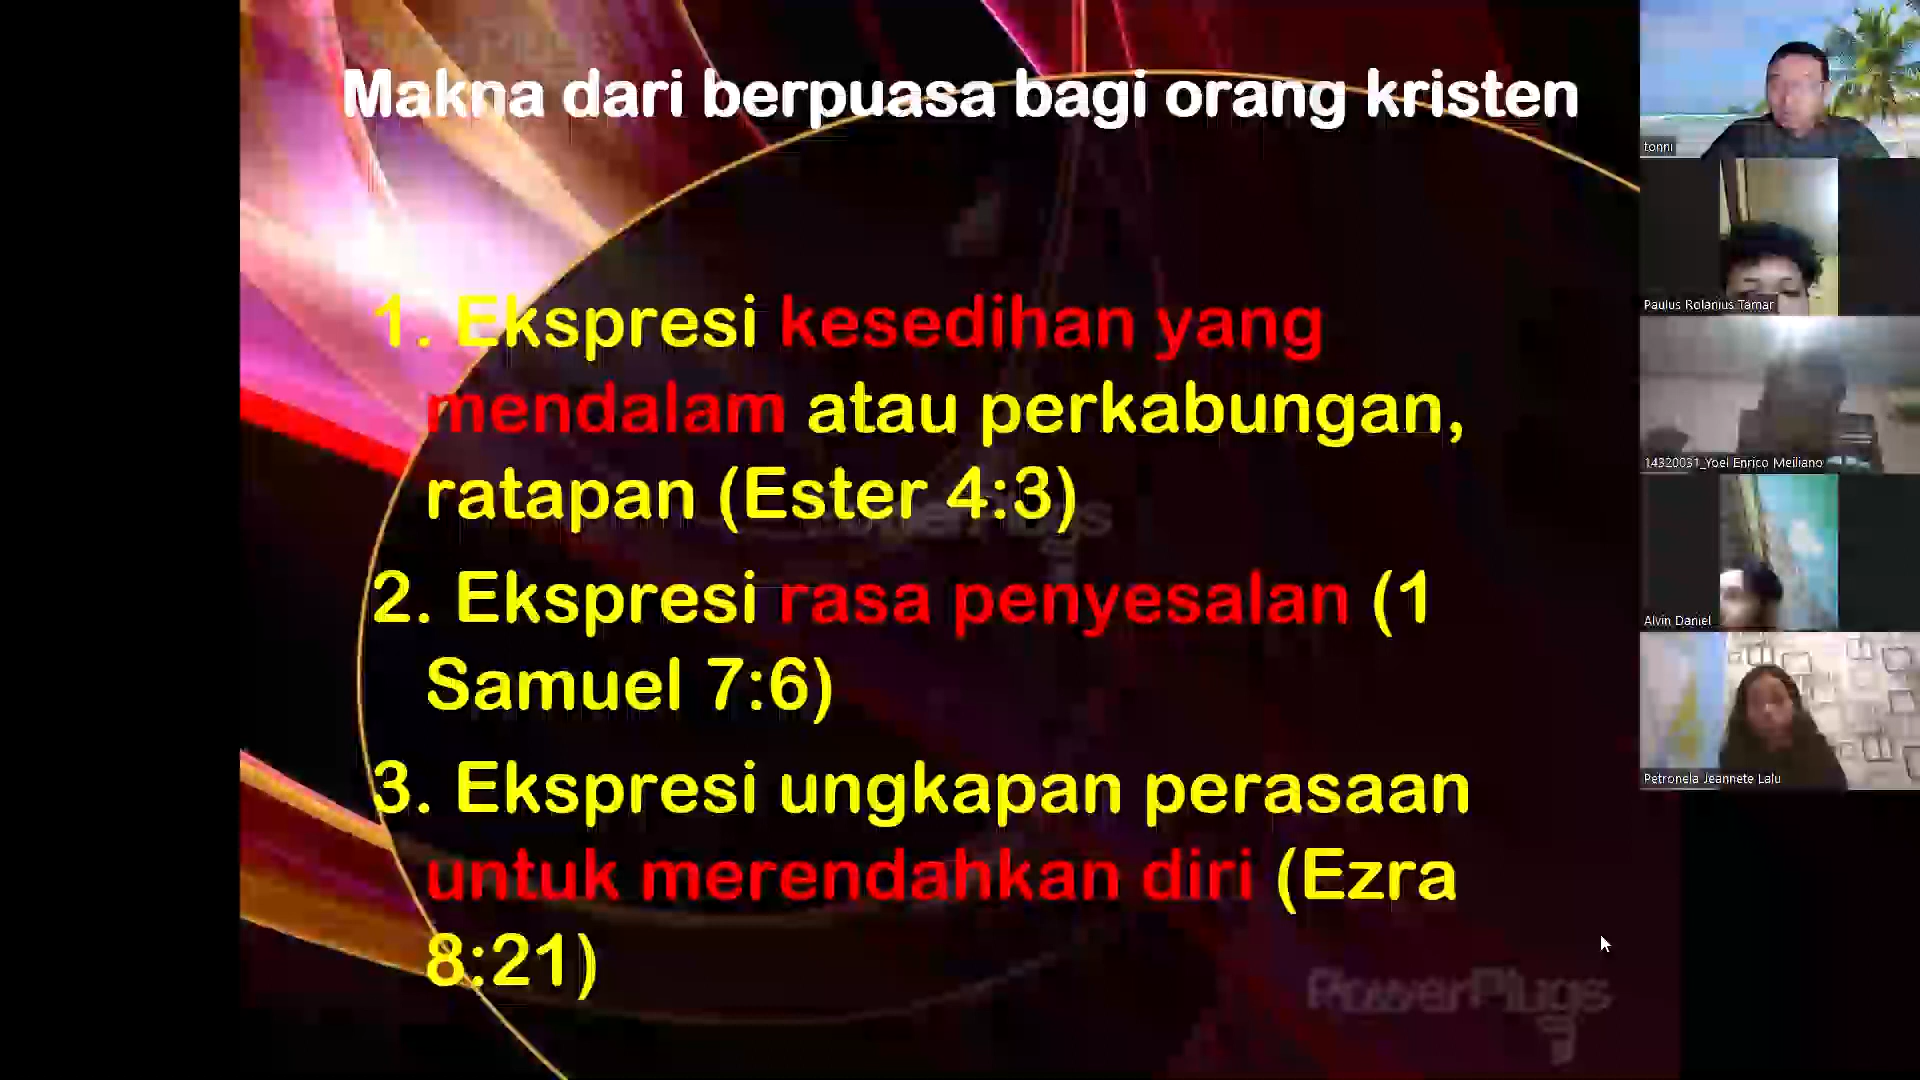 Makna dari berpuasa bagi orang kristen
1. Ekspresi kesedihan yang
mendalam atau perkabungan,
ratapan (Ester 4:3)
2. Ekspresi rasa penyesalan (1
Samuel 7:6)
3. Ekspresi ungkapan perasaan
untuk merendahkan diri (Ezra
8:21)
PowerPlugs
tonni
Paulus Rolanius Tamar
14320031_Yoel Enrico Meiliano
Alvin Daniel
Petronela Jeannete Lalu